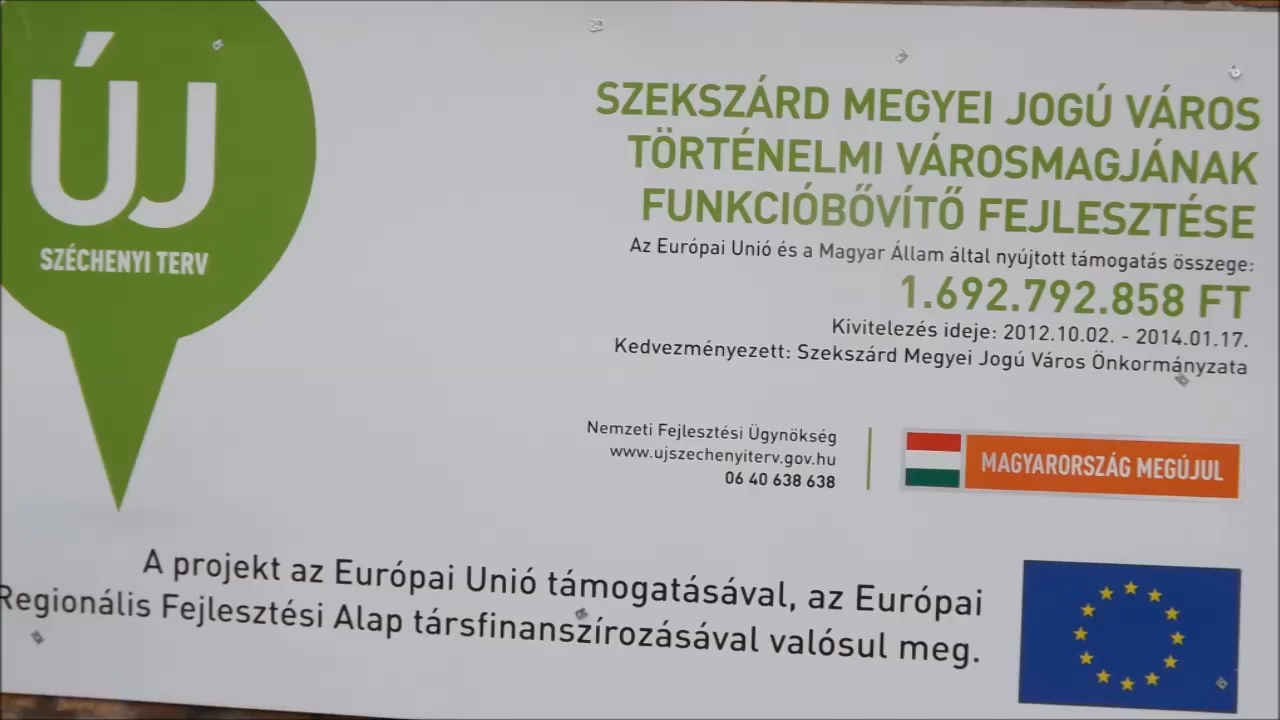 ÚJ
SZÉCHENYI TERV
SZEKSZÁRD MEGYEI JOGÚ VÁROS
TÖRTÉNELMI VÁROSMAGJÁNAK
FUNKCIÓBŐVÍTŐ FEJLESZTÉSE
Az Európai Unió és a Magyar Állam által nyújtott támogatás összege:
1.692.792.858 FT
Kivitelezés ideje: 2012.10.02. - 2014.01.17.
Kedvezményezett: Szekszárd Megyei Jogú Város Önkormányzata
Nemzeti Fejlesztési Ügynökség
www.ujszechenyiterv.gov.hu
06 40 638 638
MAGYARORSZÁG MEGÚJUL
A projekt az Európai Unió támogatásával, az Európai
Regionális Fejlesztési Alap társfinanszírozásával valósul meg.